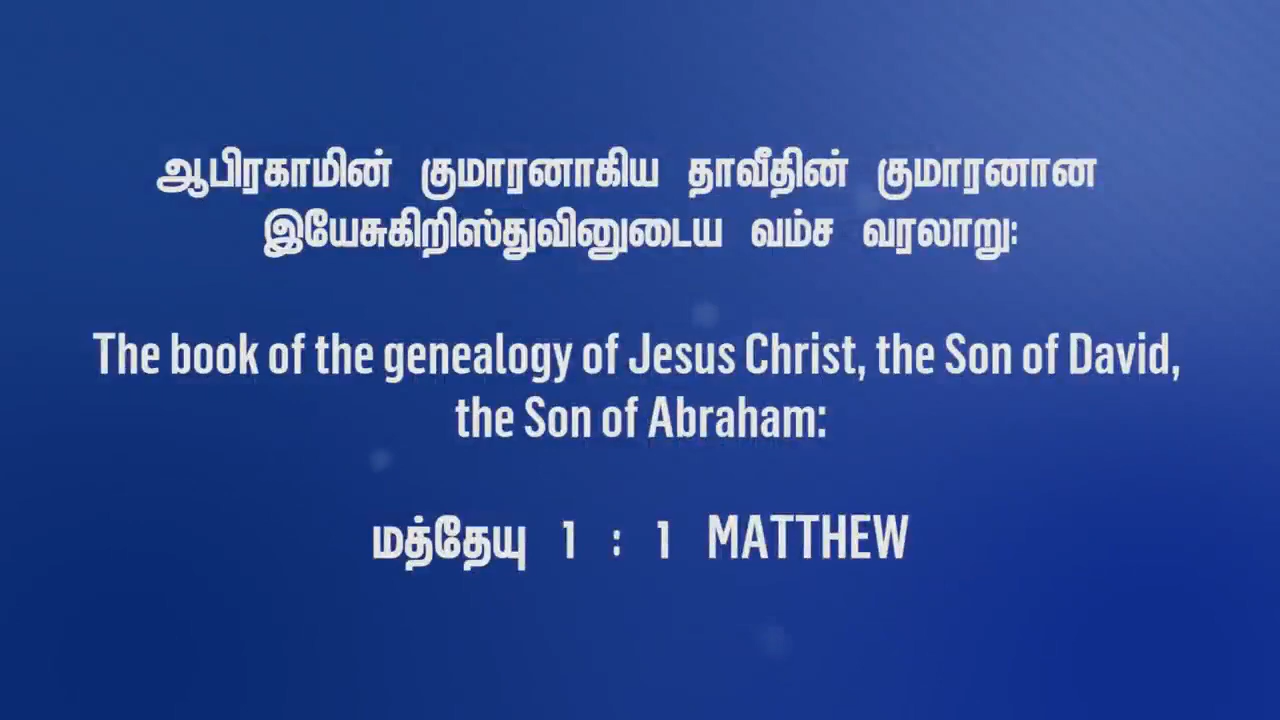 ஆபிரகாமின் குமாரனாகிய தாவீதின் குமாரனான
இயேசுகிறிஸ்துவினுடைய வம்ச வரலாறு:
The book of the genealogy of Jesus Christ, the Son of David,
the Son of Abraham:
மத்தேயு 1 : 1 MATTHEW